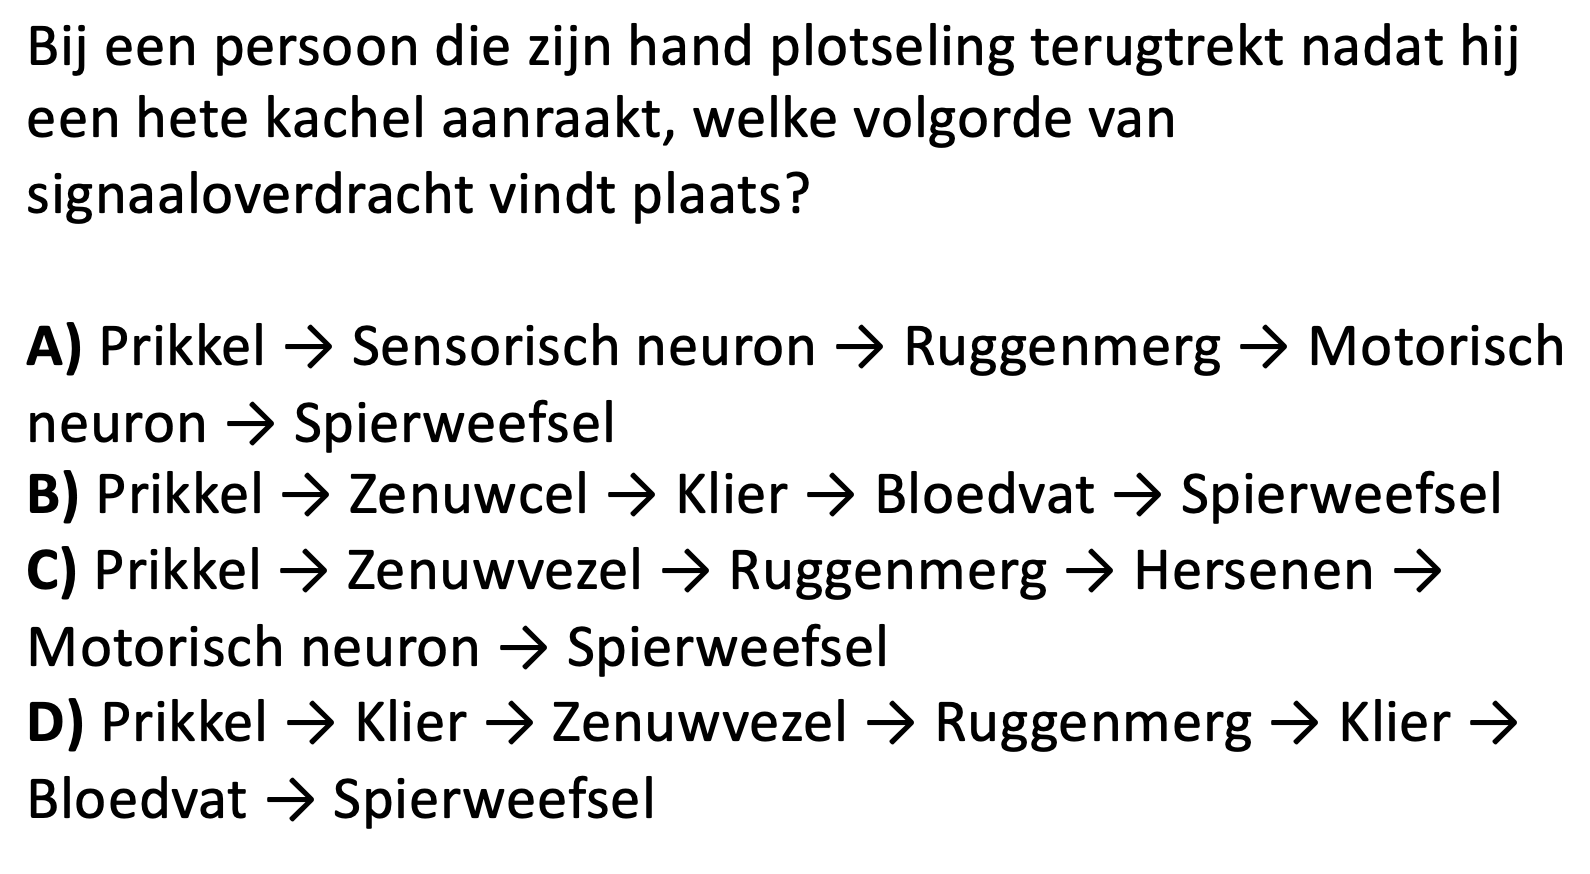 Bij een persoon die zijn hand plotseling terugtrekt nadat hij
een hete kachel aanraakt, welke volgorde van
signaaloverdracht vindt plaats?
A) Prikkel → Sensorisch neuron → Ruggenmerg → Motorisch
neuron → Spierweefsel
B) Prikkel → Zenuwcel → Klier → Bloedvat → Spierweefsel
C) Prikkel → Zenuwvezel → Ruggenmerg → Hersenen →
Motorisch neuron → Spierweefsel
D) Prikkel → Klier → Zenuwvezel → Ruggenmerg → Klier →
Bloedvat → Spierweefsel